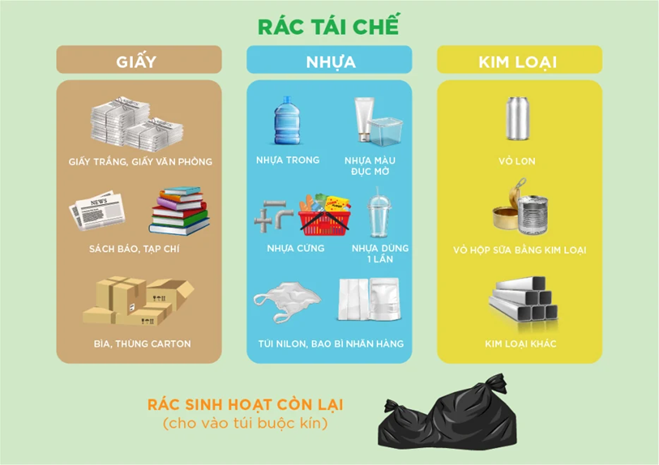 RÁC TÁI CHẾ
GIẤY
GIẤY TRẮNG, GIẤY VĂN PHÒNG
NEWS
SÁCH BÁO, TẠP CHÍ
BÌA, THÙNG CARTON
NHỰA
NHỰA TRONG
NHỰA MÀU
ĐỤC MỜ
NHỰA CỨNG
NHỰA DÙNG
1 LẦN
TÚI NILON, BAO BÌ NHÃN HÀNG
KIM LOẠI
VỎ LON
VỎ HỘP SỮA BẰNG KIM LOẠI
KIM LOẠI KHÁC
RÁC SINH HOẠT CÒN LẠI
(cho vào túi buộc kín)